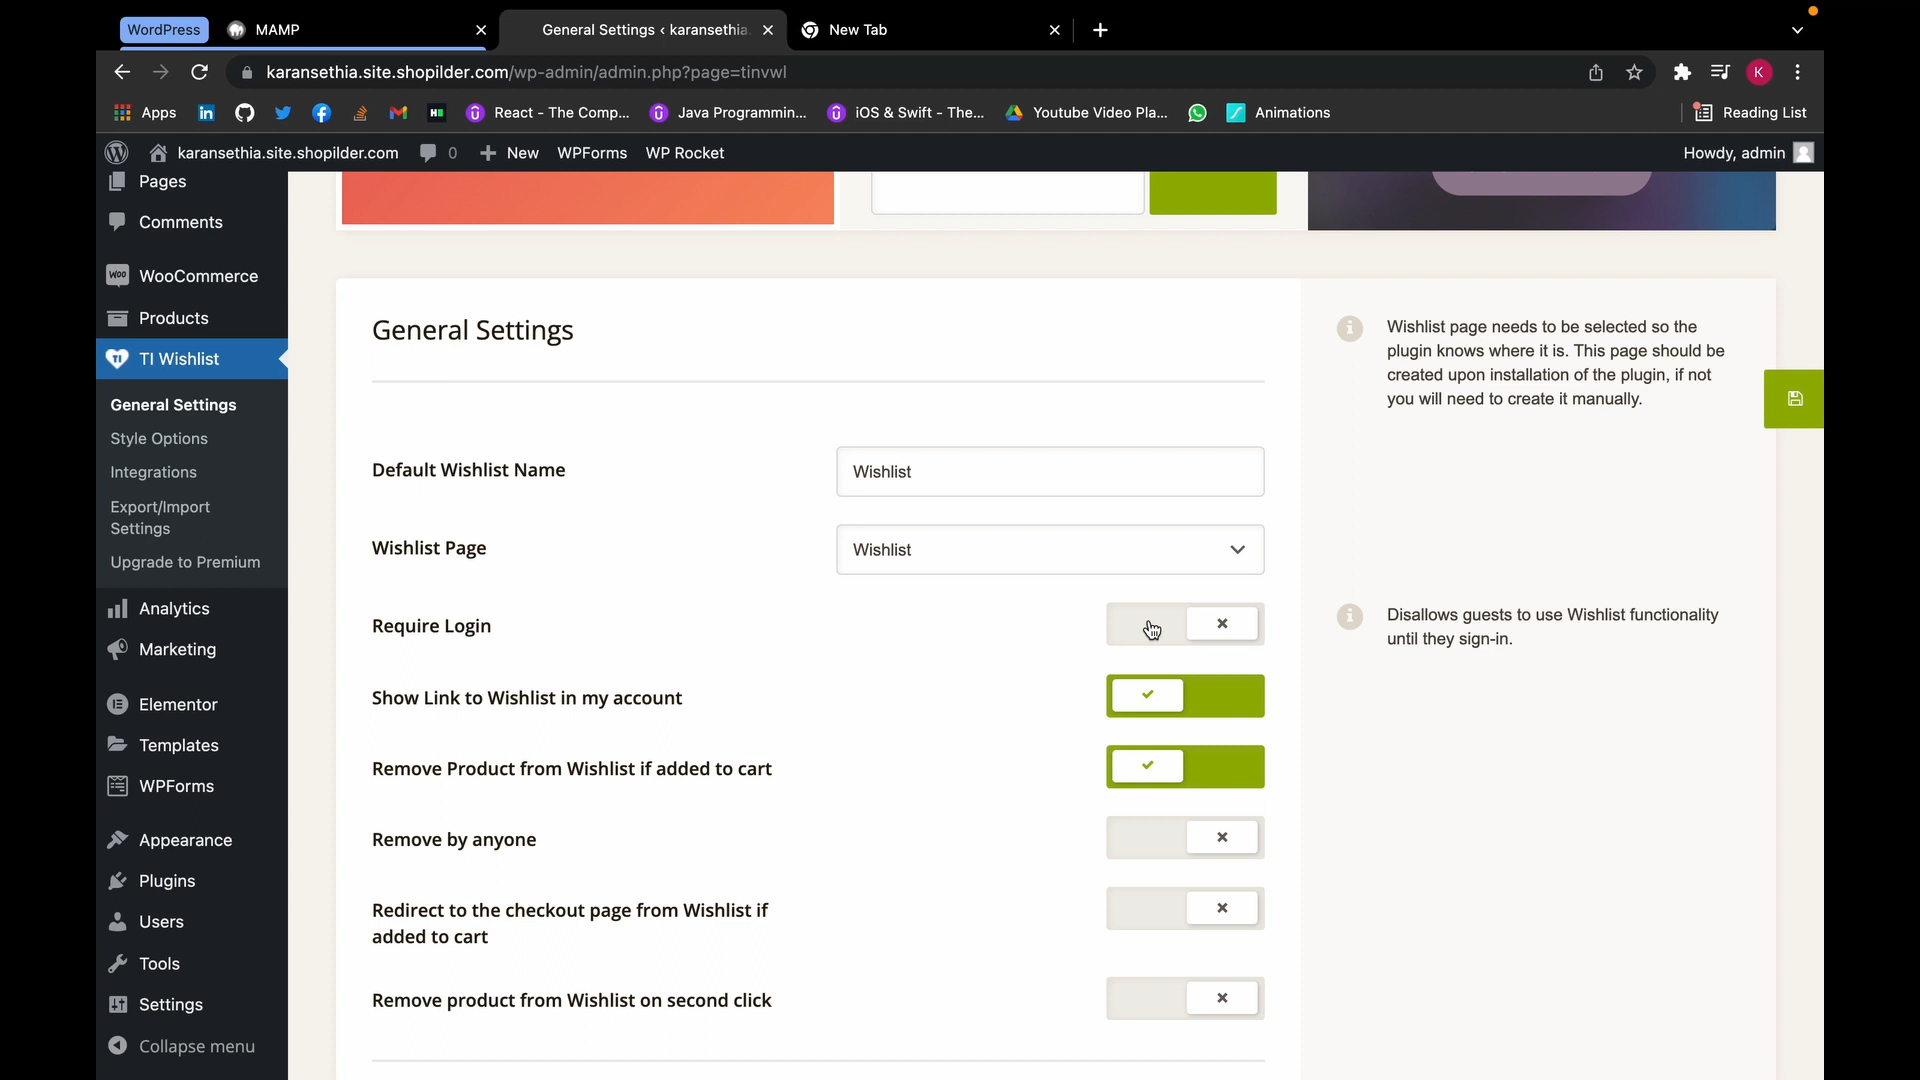 WordPress MAMP General Settings ‹ karansethia. New Tab
karansethia.site.shopilder.com/wp-admin/admin.php?page=tinvwl K
Apps React - The Comp... Java Programmin... iOS & Swift - The... Youtube Video Pla... Animations Reading List
karansethia.site.shopilder.com 0 New WPForms WP Rocket Howdy, admin
Pages
Comments
WooCommerce
Products
TI Wishlist
General Settings
Style Options
Integrations
Export/Import
Settings
Upgrade to Premium
Analytics
Marketing
Elementor
Templates
WPForms
Appearance
Plugins
Users
Tools
Settings
Collapse menu
General Settings
Default Wishlist Name Wishlist
Wishlist Page Wishlist
Require Login
Show Link to Wishlist in my account
Remove Product from Wishlist if added to cart
Remove by anyone
Redirect to the checkout page from Wishlist if
added to cart
Remove product from Wishlist on second click
Wishlist page needs to be selected so the
plugin knows where it is. This page should be
created upon installation of the plugin, if not
you will need to create it manually.
Disallows guests to use Wishlist functionality
until they sign-in.